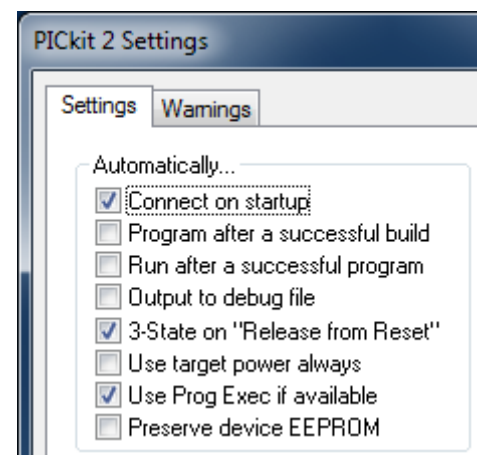 PICkit 2 Settings
Settings
Warnings
Automatically...
Connect on startup
Program after a successful build
Run after a successful program
Output to debug file
3-State on "Release from Reset"
Use target power always
Use Prog Exec if available
Preserve device EEPROM